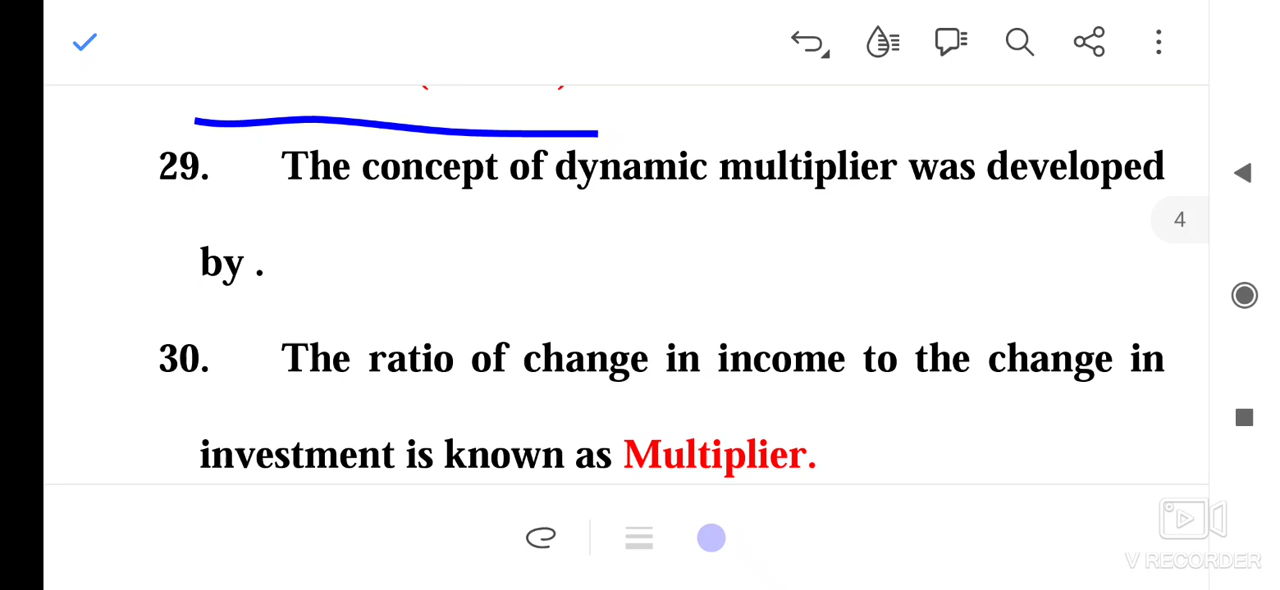 29. The concept of dynamic multiplier was developed
by .
4
30. The ratio of change in income to the change in
investment is known as Multiplier.
V RECORDER